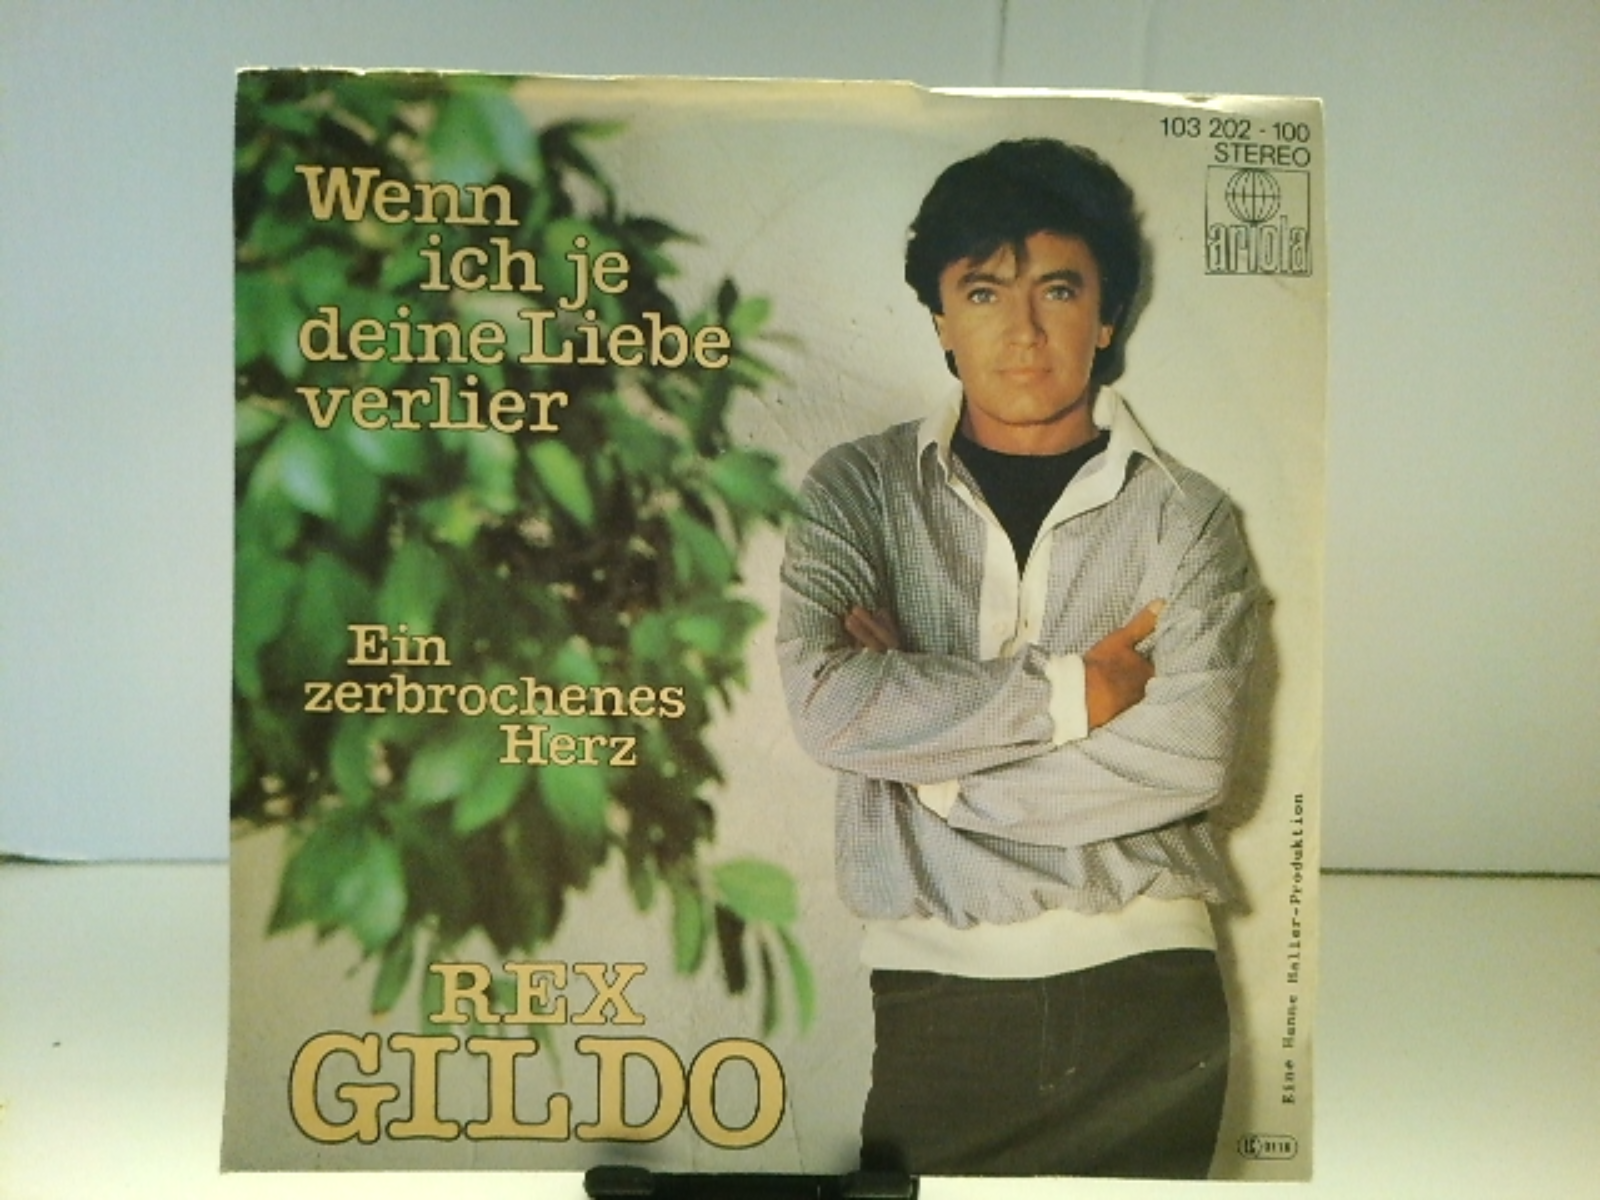 103 202 - 100
STEREO
ariola
Wenn
ich je
deine Liebe
verlier
Ein
zerbrochenes
Herz
REX
GILDO
Eine Hanne Haller-Produktion